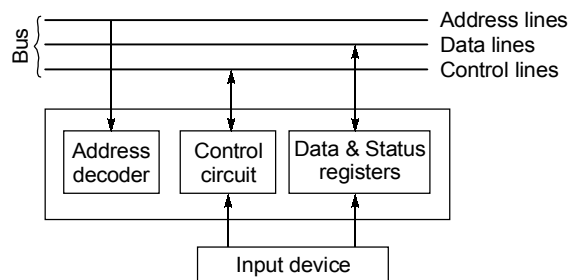 Bus
Address lines
Data lines
Control lines
Address
decoder
Control
circuit
Data & Status
registers
Input device